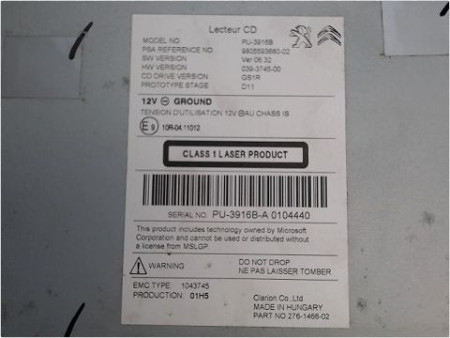 Lecteur CD
MODEL NO PU-3916B
PSA REFERENCE NO 9805593680-02
SW VERSION Ver 06.32
HW VERSION 039-3745-00
CD DRIVE VERSION GS1R
PROTOTYPE STAGE D11
12V ⊖ GROUND
TENSION D'UTILISATION 12V BAU CHASS IS
E9 10R-04 11012
CLASS 1 LASER PRODUCT
SERIAL NO. PU-3916B-A 0104440
This product includes technology owned by Microsoft
Corporation and cannot be used or distributed without
a license from MSLGP.
WARNING DO NOT DROP
NE PAS LAISSER TOMBER
EMC TYPE 1043745
PRODUCTION 01H5
Clarion Co.,Ltd
MADE IN HUNGARY
PART NO 276-1466-02